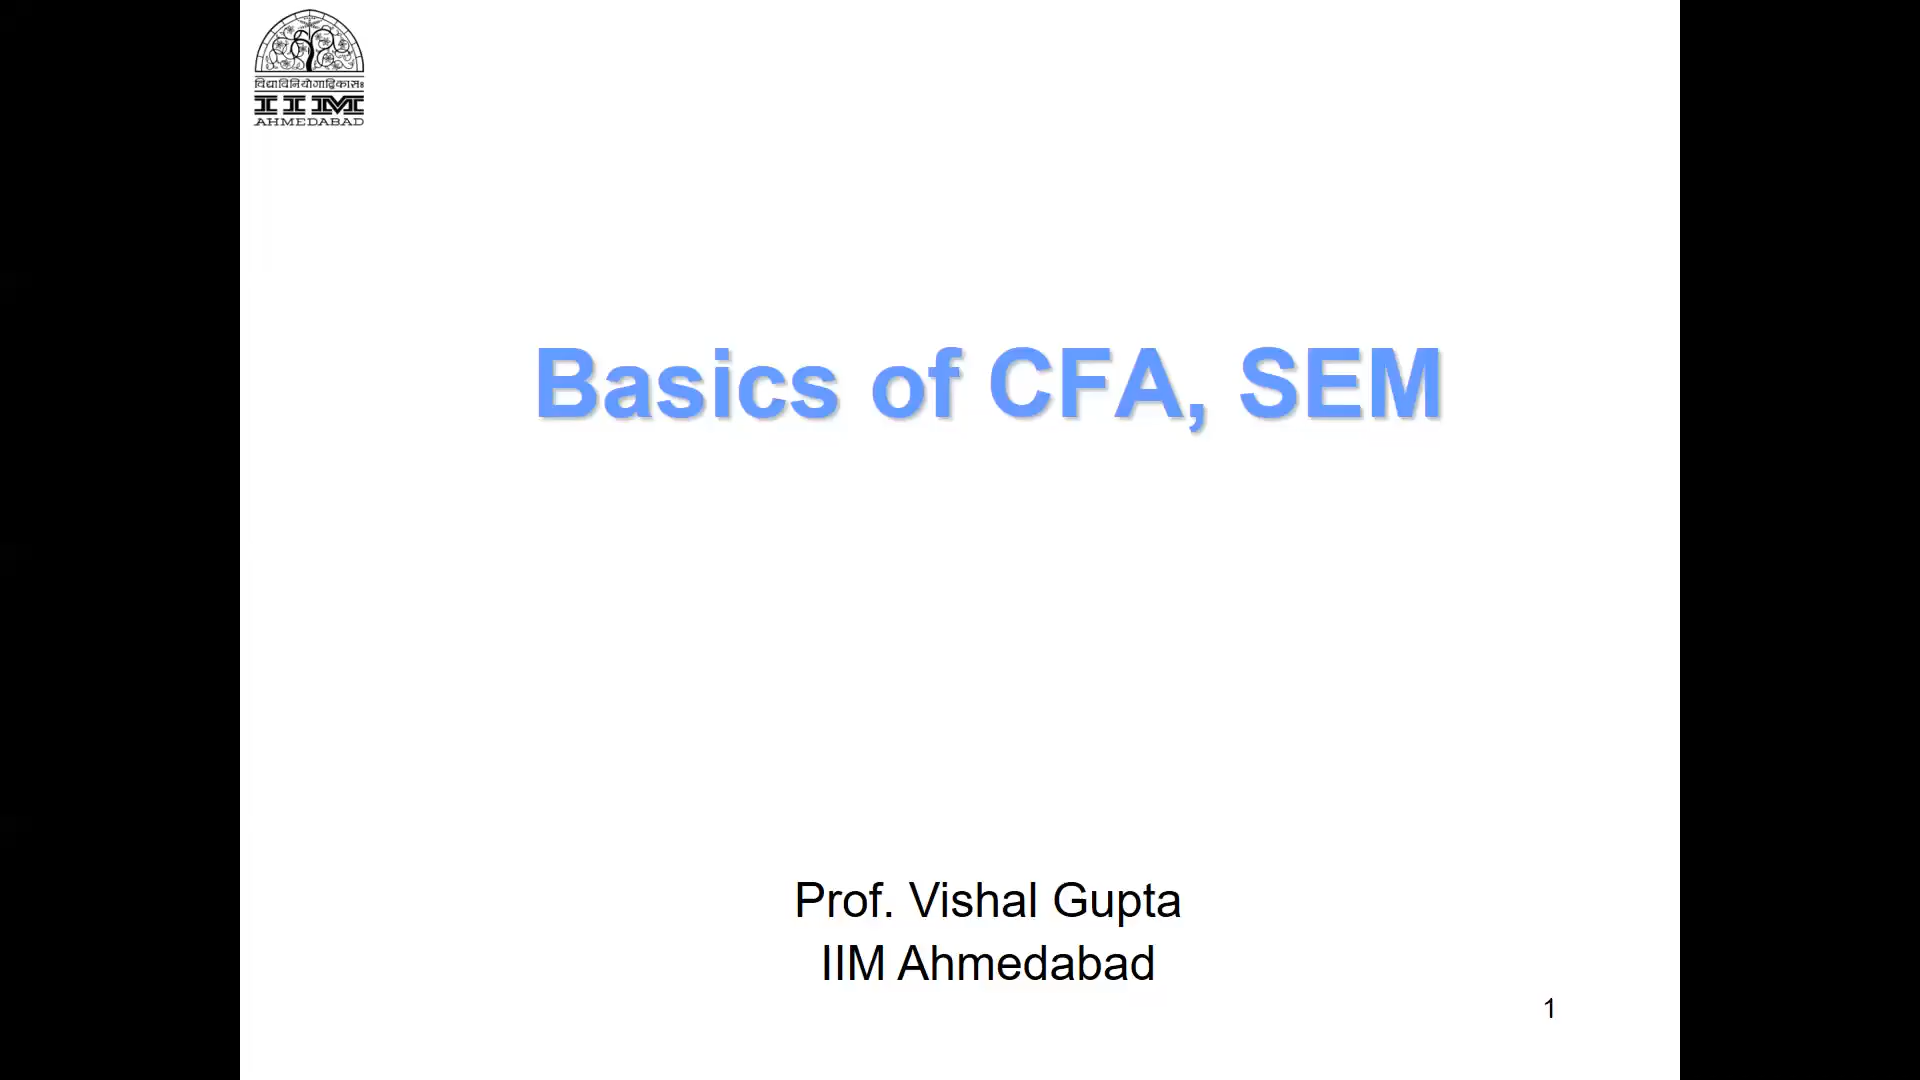 विद्याविनियोगाद्विकासः
IIM
AHMEDABAD
Basics of CFA, SEM
Prof. Vishal Gupta
IIM Ahmedabad
1